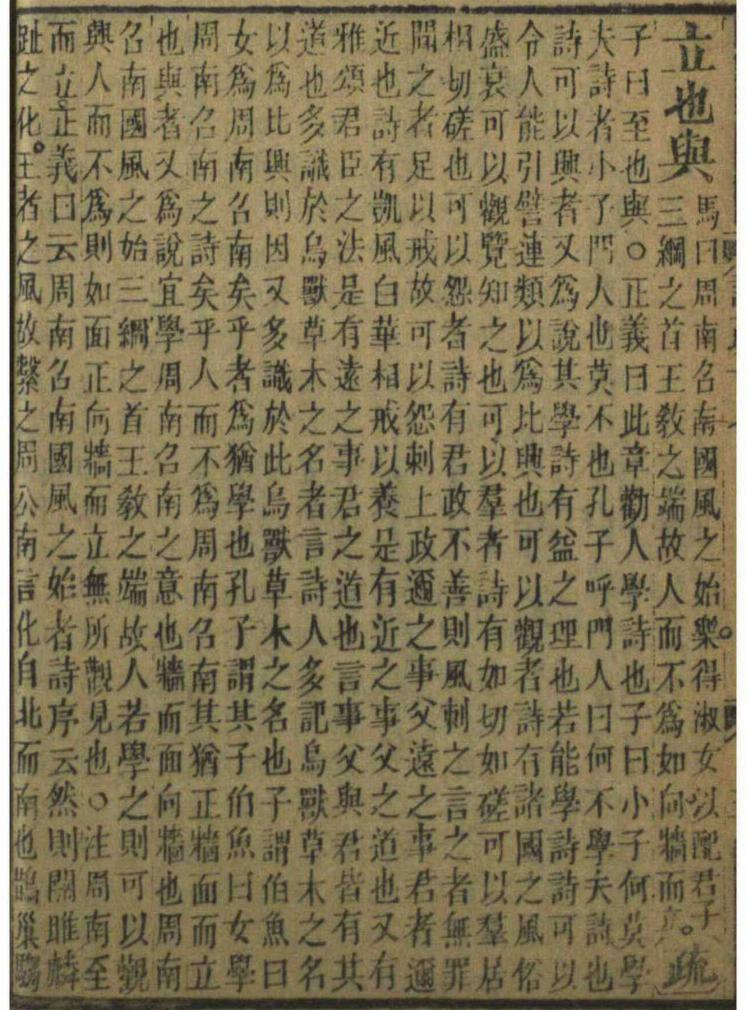 立也與馬曰周南召南國風之始樂得淑女以配君子
三綱之首王敎之端故人而不爲如向牆而立。疏
子曰至也與○正義曰此章勸人學詩也子曰小子何莫學
夫詩者小子門人也莫不也孔子呼門人曰何不學夫詩也
詩可以興者又爲說其學詩有益之理也若能學詩詩可以
令人能引譬連類以爲比興也可以觀者詩有諸國之風俗
盛衰可以觀覽知之也可以羣者詩有如切如磋可以羣居
相切磋也可以怨者詩有君政不善則風刺之言之者無罪
聞之者足以戒故可以怨刺上政邇之事父遠之事君者邇
近也詩有凱風白華相戒以養是有近之事父之道也又有
雅頌君臣之法是有遠之事君之道也言事父與君皆有其
道也多識於鳥獸草木之名者言詩人多記鳥獸草木之名
以爲比興則因又多識於此鳥獸草木之名也子謂伯魚曰
女爲周南召南矣乎者爲猶學也孔子謂其子伯魚曰女學
周南召南之詩矣乎人而不爲周南召南其猶正牆面而立
也與者又爲說宜學周南召南之意也牆面面向牆也周南
召南國風之始三綱之首王敎之端故人若學之則可以觀
興人而不爲則如面正向牆而立無所觀見也○注周南至
而立。正義曰云周南召南國風之始者詩序云然則關雎麟
趾之化。王者之風故繫之周公南言化自北而南也鵲巢騶